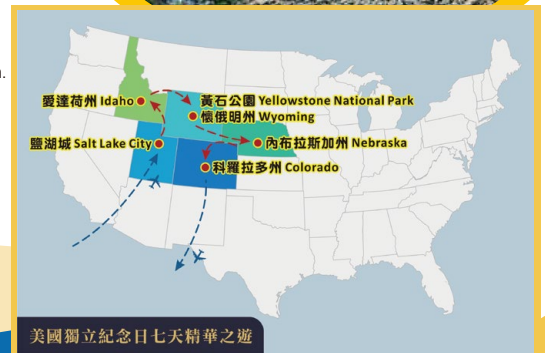 n.
愛達荷州 Idaho
黃石公園 Yellowstone National Park
懷俄明州 Wyoming
鹽湖城 Salt Lake City
內布拉斯加州 Nebraska
科羅拉多州 Colorado
美國獨立紀念日七天精華之遊